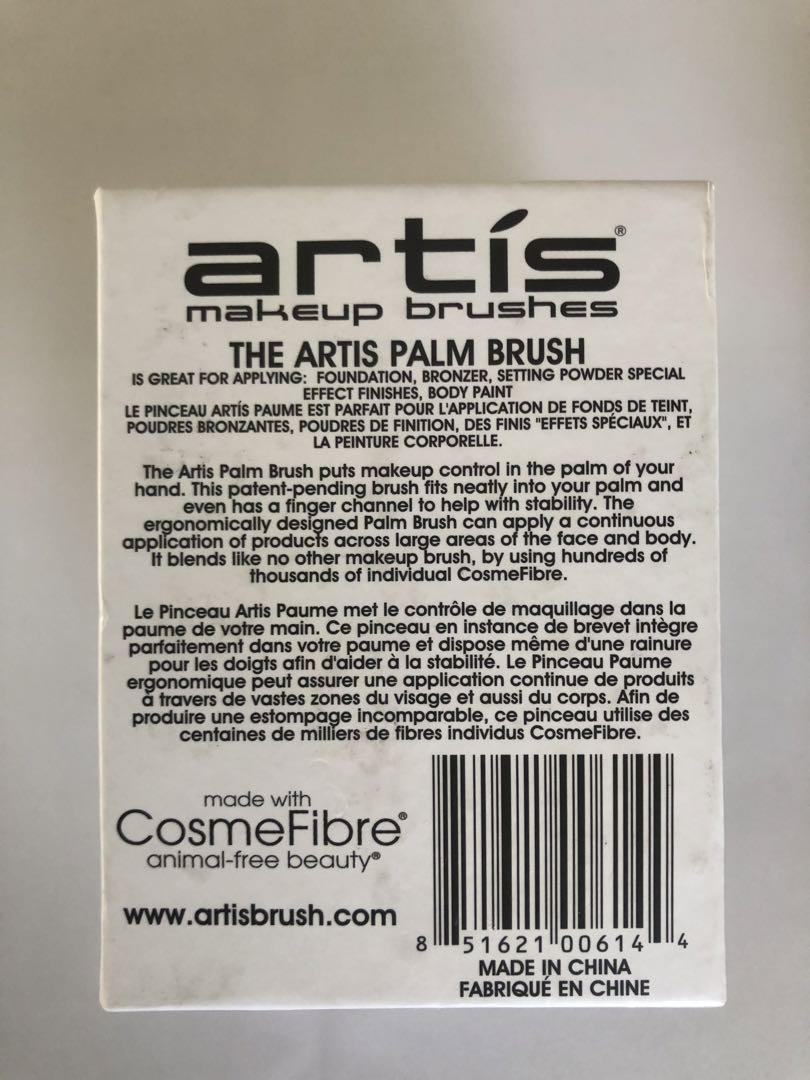 artís®
makeup brushes
THE ARTIS PALM BRUSH
IS GREAT FOR APPLYING: FOUNDATION, BRONZER, SETTING POWDER SPECIAL
EFFECT FINISHES, BODY PAINT
LE PINCEAU ARTÍS PAUME EST PARFAIT POUR L'APPLICATION DE FONDS DE TEINT,
POUDRES BRONZANTES, POUDRES DE FINITION, DES FINIS "EFFETS SPÉCIAUX", ET
LA PEINTURE CORPORELLE.
The Artis Palm Brush puts makeup control in the palm of your
hand. This patent-pending brush fits neatly into your palm and
even has a finger channel to help with stability. The
ergonomically designed Palm Brush can apply a continuous
application of products across large areas of the face and body.
It blends like no other makeup brush, by using hundreds of
thousands of individual CosmeFibre.
Le Pinceau Artis Paume met le contrôle de maquillage dans la
paume de votre main. Ce pinceau en instance de brevet intègre
parfaitement dans votre paume et dispose même d'une rainure
pour les doigts afin d'aider à la stabilité. Le Pinceau Paume
ergonomique peut assurer une application continue de produits
à travers de vastes zones du visage et aussi du corps. Afin de
produire une estompage incomparable, ce pinceau utilise des
centaines de milliers de fibres individus CosmeFibre.
made with
CosmeFibre®
animal-free beauty®
www.artisbrush.com
8 51621 00614 4
MADE IN CHINA
FABRIQUÉ EN CHINE